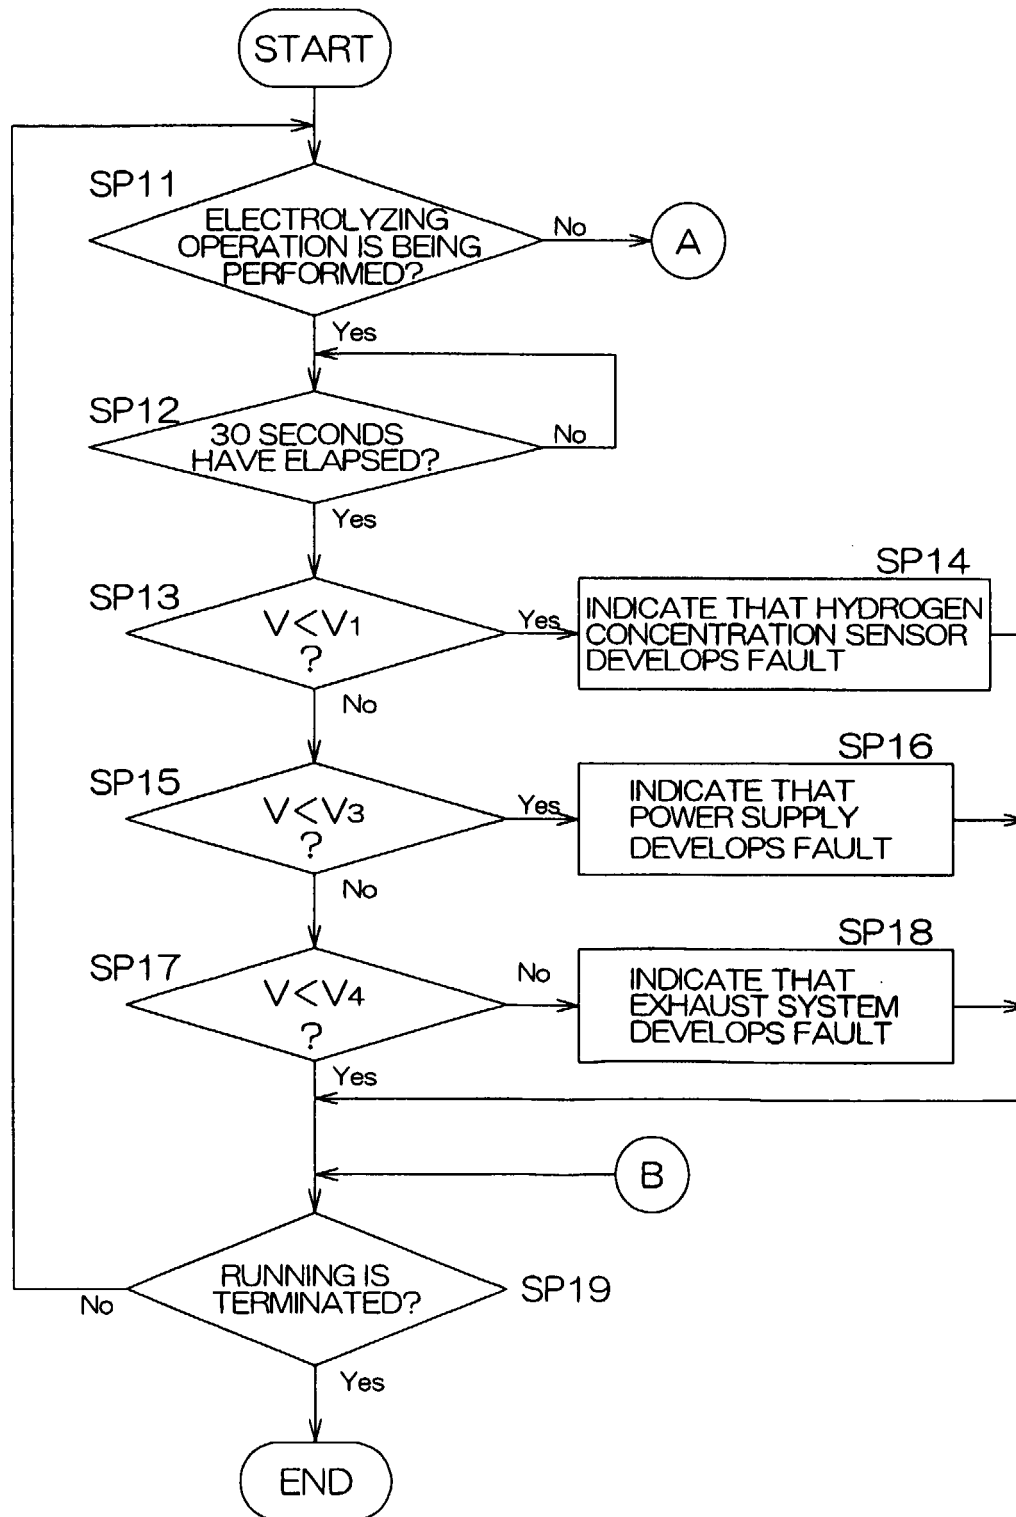 START
SP11
ELECTROLYZING
OPERATION IS BEING
PERFORMED?
No
A
Yes
SP12
30 SECONDS
HAVE ELAPSED?
No
Yes
SP13
V<V1
?
Yes
SP14
INDICATE THAT HYDROGEN
CONCENTRATION SENSOR
DEVELOPS FAULT
No
SP15
V<V3
?
Yes
SP16
INDICATE THAT
POWER SUPPLY
DEVELOPS FAULT
No
SP17
V<V4
?
No
SP18
INDICATE THAT
EXHAUST SYSTEM
DEVELOPS FAULT
Yes
B
RUNNING IS
TERMINATED?
SP19
No
Yes
END